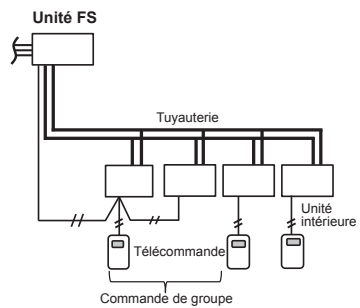 Unité FS
Tuyauterie
Unité
intérieure
Télécommande
Commande de groupe